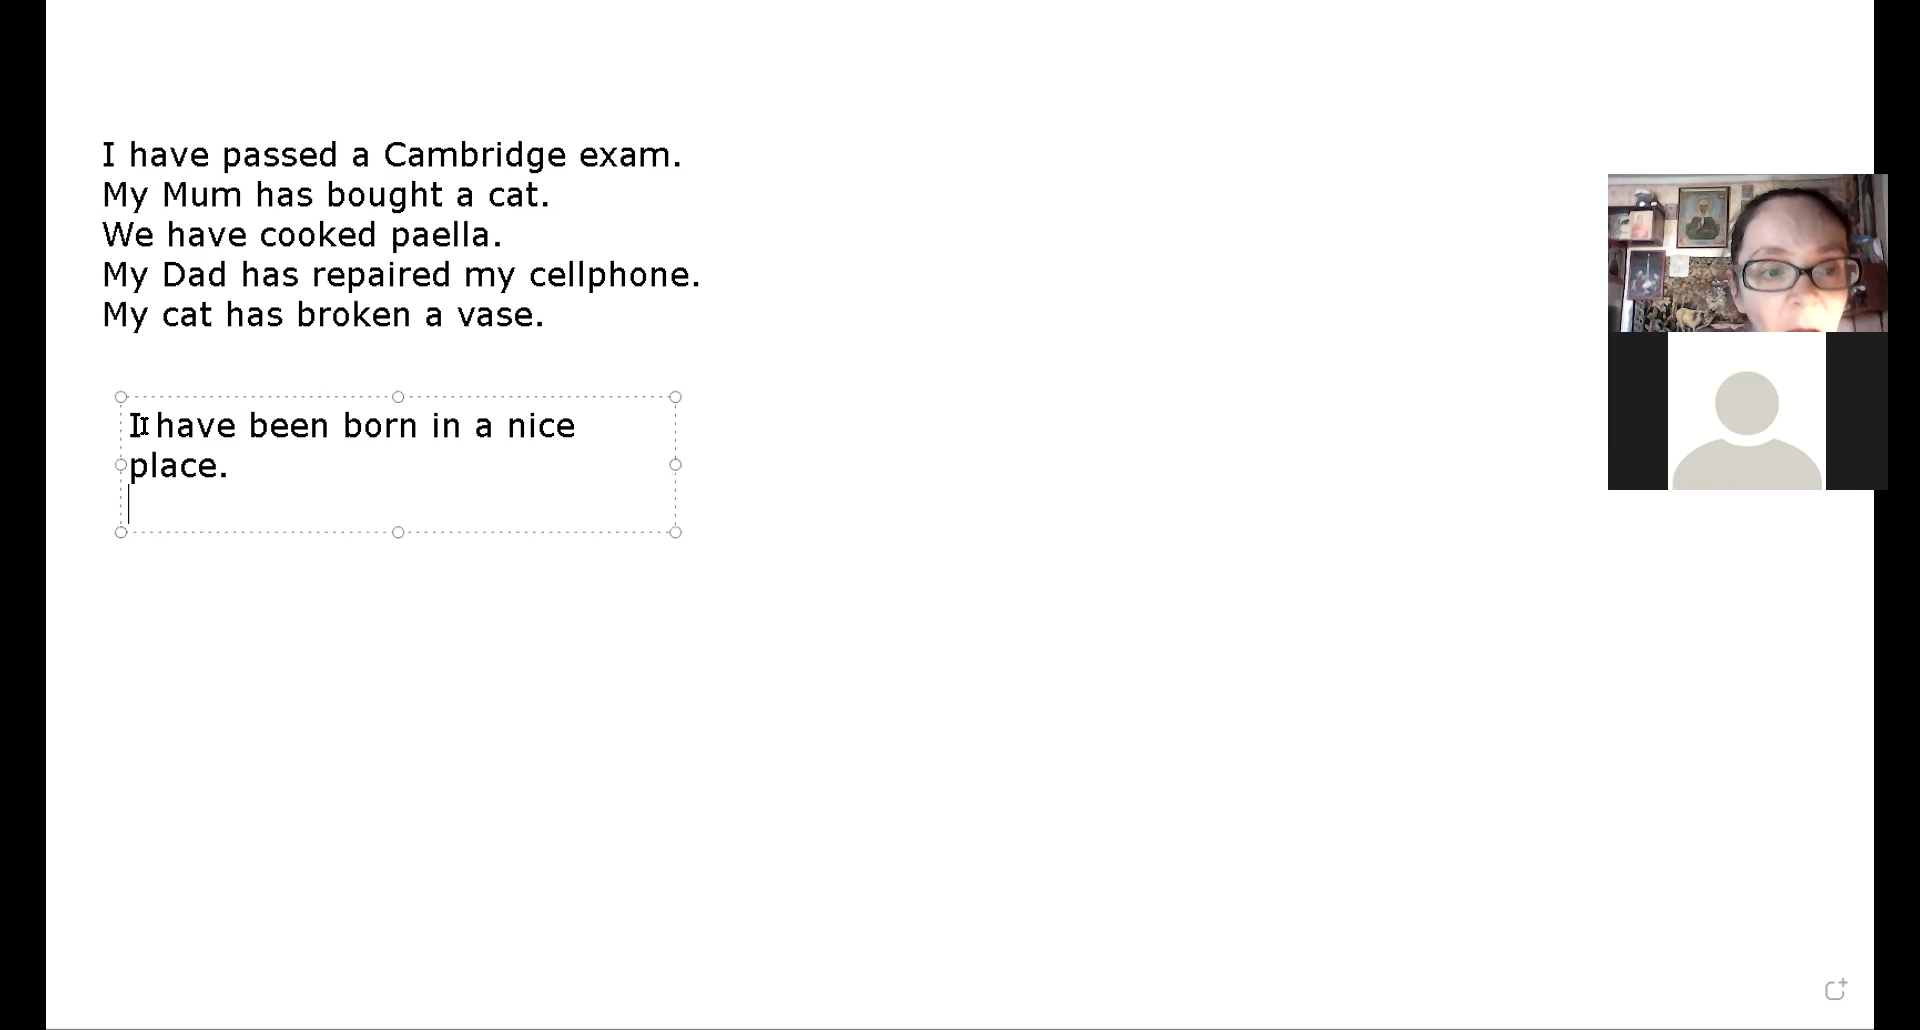 I have passed a Cambridge exam.
My Mum has bought a cat.
We have cooked paella.
My Dad has repaired my cellphone.
My cat has broken a vase.
I have been born in a nice
place.